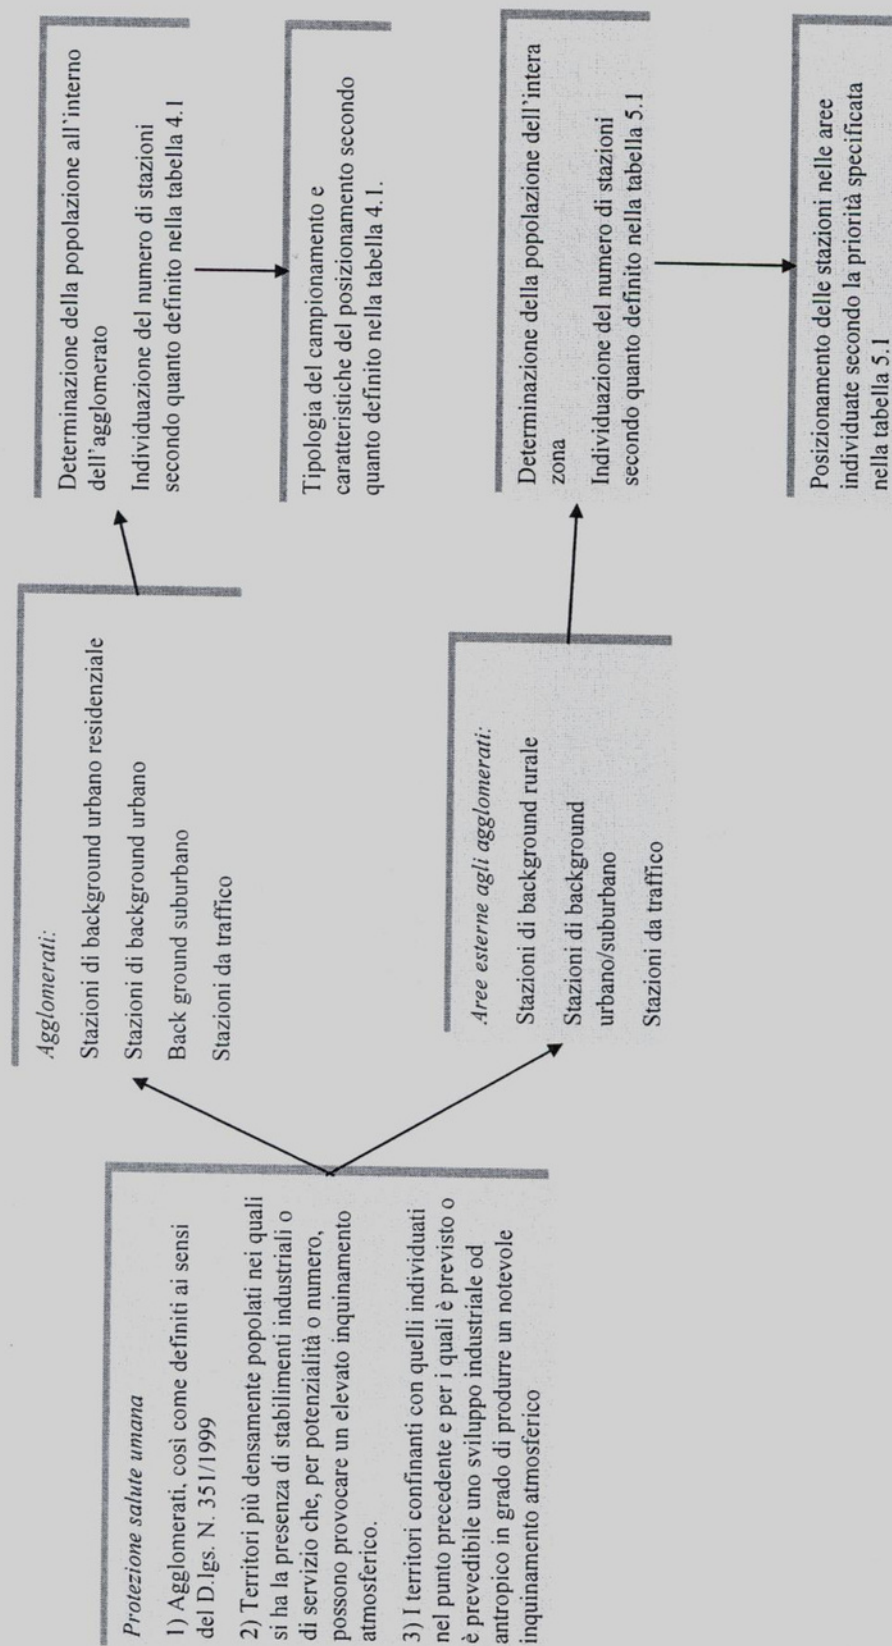 Protezione salute umana
1) Agglomerati, così come definiti ai sensi
del D.lgs. N. 351/1999
2) Territori più densamente popolati nei quali
si ha la presenza di stabilimenti industriali o
di servizio che, per potenzialità o numero,
possono provocare un elevato inquinamento
atmosferico.
3) I territori confinanti con quelli individuati
nel punto precedente e per i quali è previsto o
è prevedibile uno sviluppo industriale od
antropico in grado di produrre un notevole
inquinamento atmosferico
Agglomerati:
Stazioni di background urbano residenziale
Stazioni di background urbano
Back ground suburbano
Stazioni da traffico
Determinazione della popolazione all'interno
dell'agglomerato
Individuazione del numero di stazioni
secondo quanto definito nella tabella 4.1
Tipologia del campionamento e
caratteristiche del posizionamento secondo
quanto definito nella tabella 4.1.
Aree esterne agli agglomerati:
Stazioni di background rurale
Stazioni di background
urbano/suburbano
Stazioni da traffico
Determinazione della popolazione dell'intera
zona
Individuazione del numero di stazioni
secondo quanto definito nella tabella 5.1
Posizionamento delle stazioni nelle aree
individuate secondo la priorità specificata
nella tabella 5.1